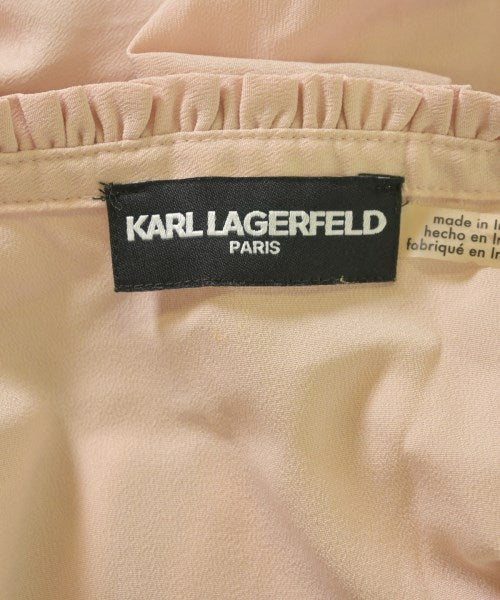 KARL LAGERFELD
PARIS
made in
hecho en
fabriqué en